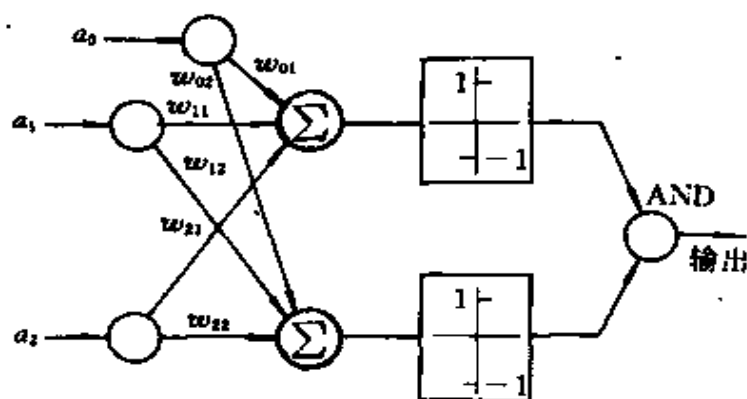 a₀
w₀₂ w₀₁
a₁ w₁₁ Σ 1 -1
w₁₂
w₂₁
AND
输出
a₂ w₂₂ Σ 1 -1